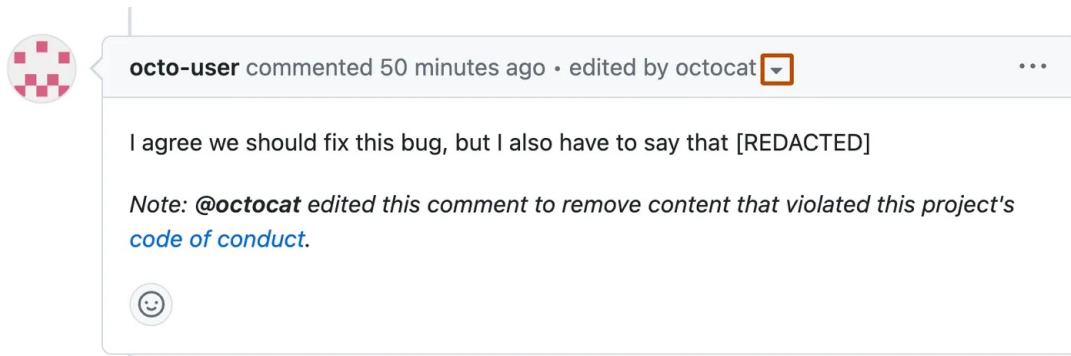 octo-user commented 50 minutes ago • edited by octocat
I agree we should fix this bug, but I also have to say that [REDACTED]
Note: @octocat edited this comment to remove content that violated this project's
code of conduct.